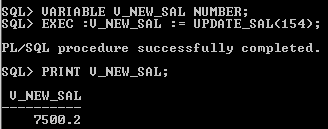 SQL> VARIABLE V_NEW_SAL NUMBER;
SQL> EXEC :V_NEW_SAL := UPDATE_SAL(154);
PL/SQL procedure successfully completed.
SQL> PRINT V_NEW_SAL;
V_NEW_SAL
----------
7500.2